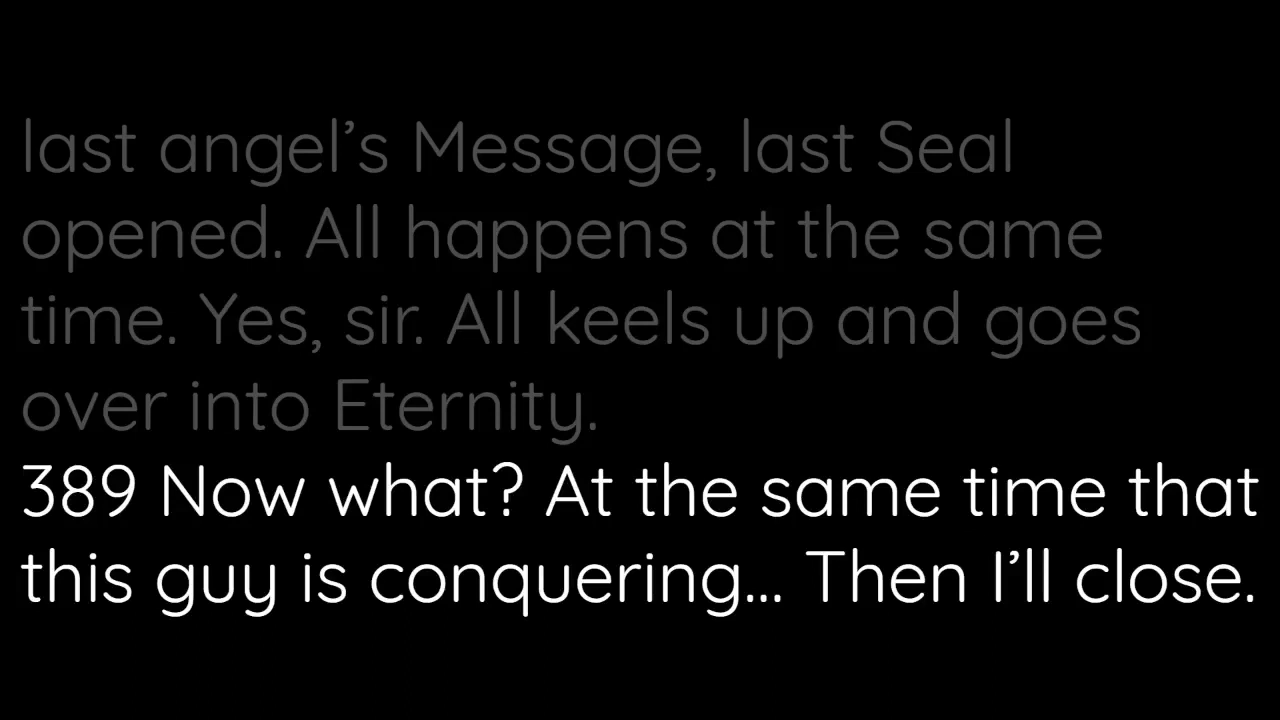 last angel’s Message, last Seal
opened. All happens at the same
time. Yes, sir. All keels up and goes
over into Eternity.
389 Now what? At the same time that
this guy is conquering… Then I’ll close.